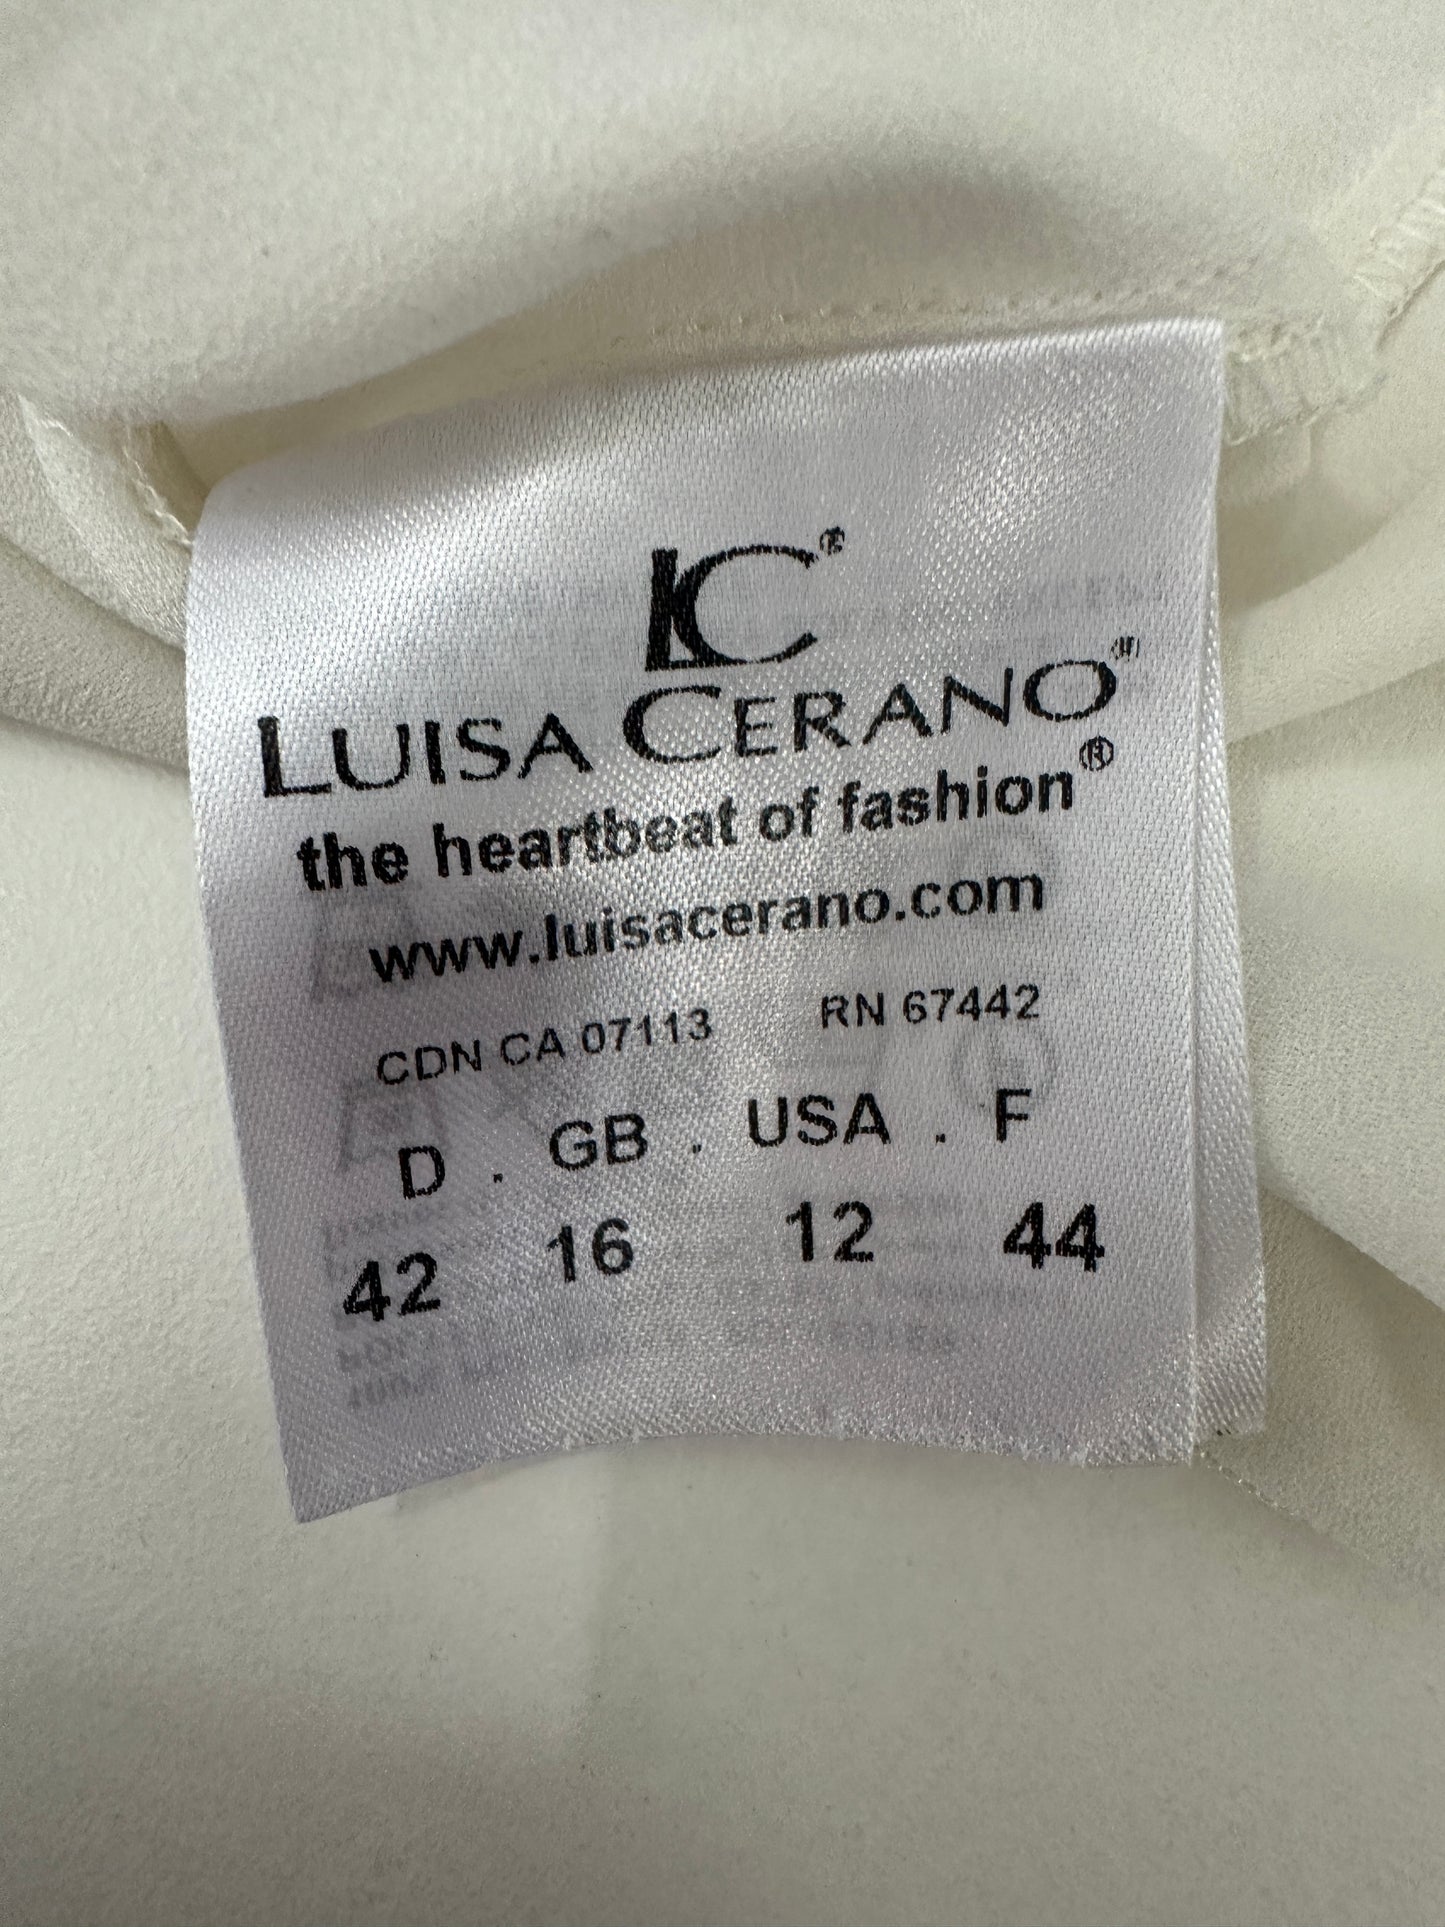 LC®
LUISA CERANO®
the heartbeat of fashion®
www.luisacerano.com
CDN CA 07113 RN 67442
D . GB . USA . F
42 16 12 44